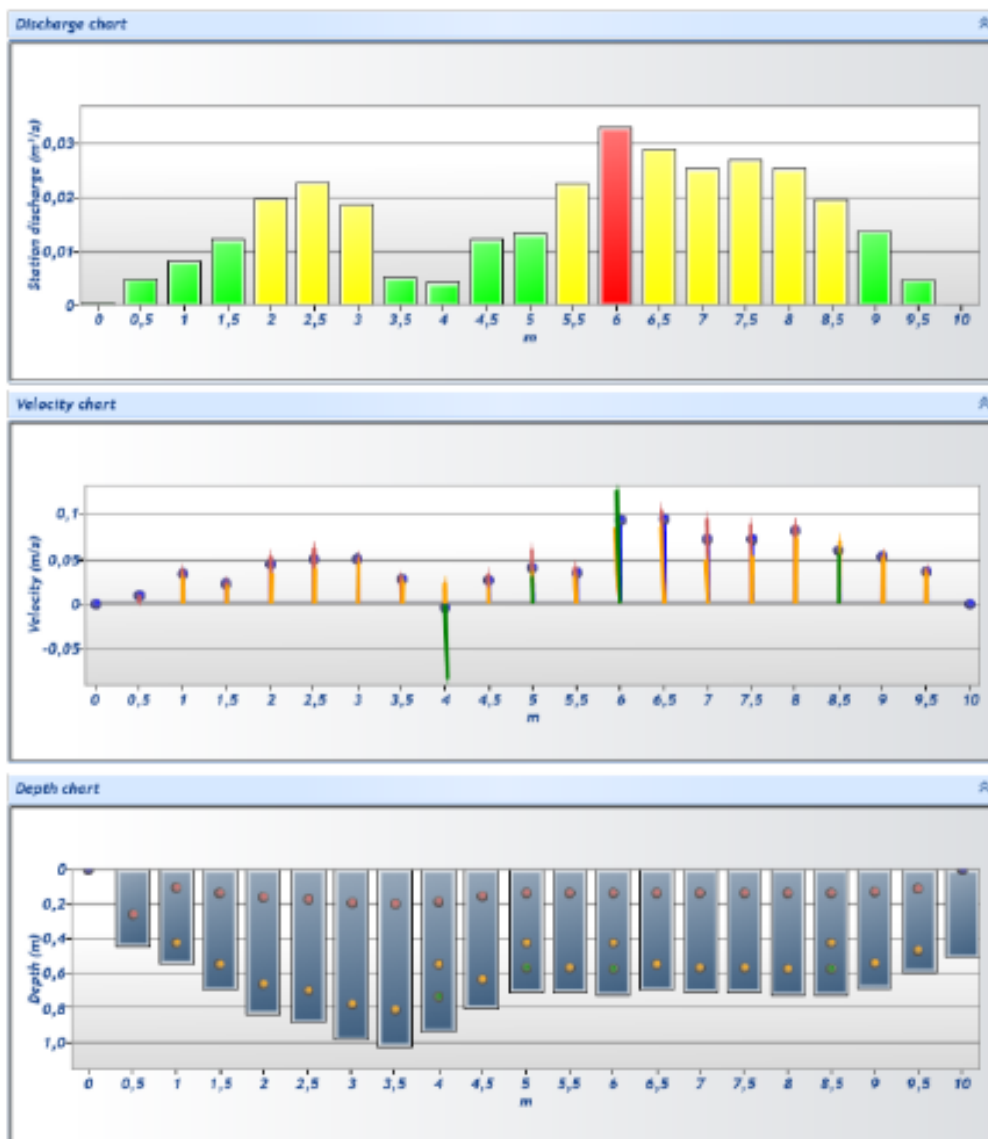 Discharge chart
Station discharge (m³/s)
0,03
0,02
0,01
0
0 0,5 1 1,5 2 2,5 3 3,5 4 4,5 5 5,5 6 6,5 7 7,5 8 8,5 9 9,5 10
m
Velocity chart
Velocity (m/s)
0,1
0,05
0
-0,05
0 0,5 1 1,5 2 2,5 3 3,5 4 4,5 5 5,5 6 6,5 7 7,5 8 8,5 9 9,5 10
m
Depth chart
Depth (m)
0
0,2
0,4
0,6
0,8
1,0
0 0,5 1 1,5 2 2,5 3 3,5 4 4,5 5 5,5 6 6,5 7 7,5 8 8,5 9 9,5 10
m